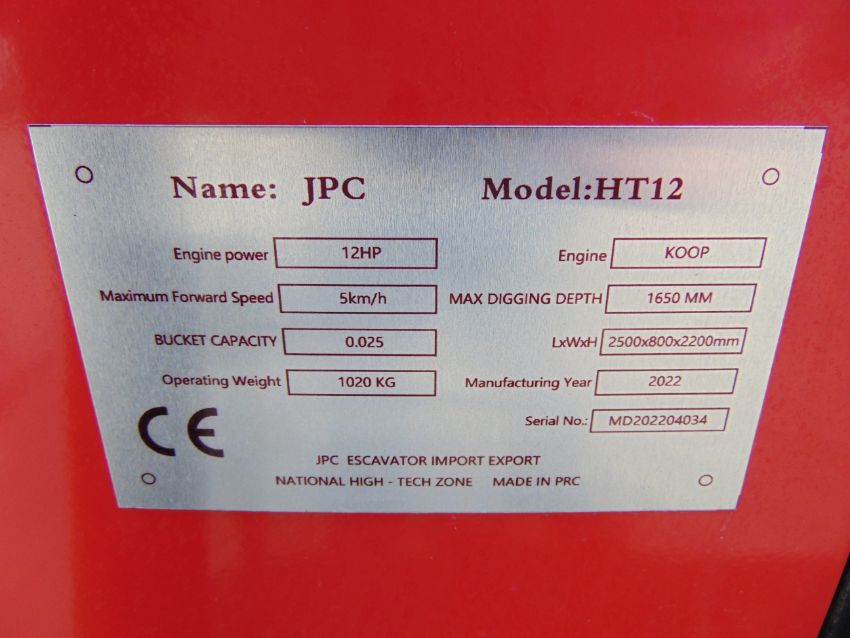 Name: JPC Model:HT12
Engine power 12HP Engine KOOP
Maximum Forward Speed 5km/h MAX DIGGING DEPTH 1650 MM
BUCKET CAPACITY 0.025 LxWxH 2500x800x2200mm
Operating Weight 1020 KG Manufacturing Year 2022
Serial No.: MD202204034
CE
JPC ESCAVATOR IMPORT EXPORT
NATIONAL HIGH - TECH ZONE MADE IN PRC